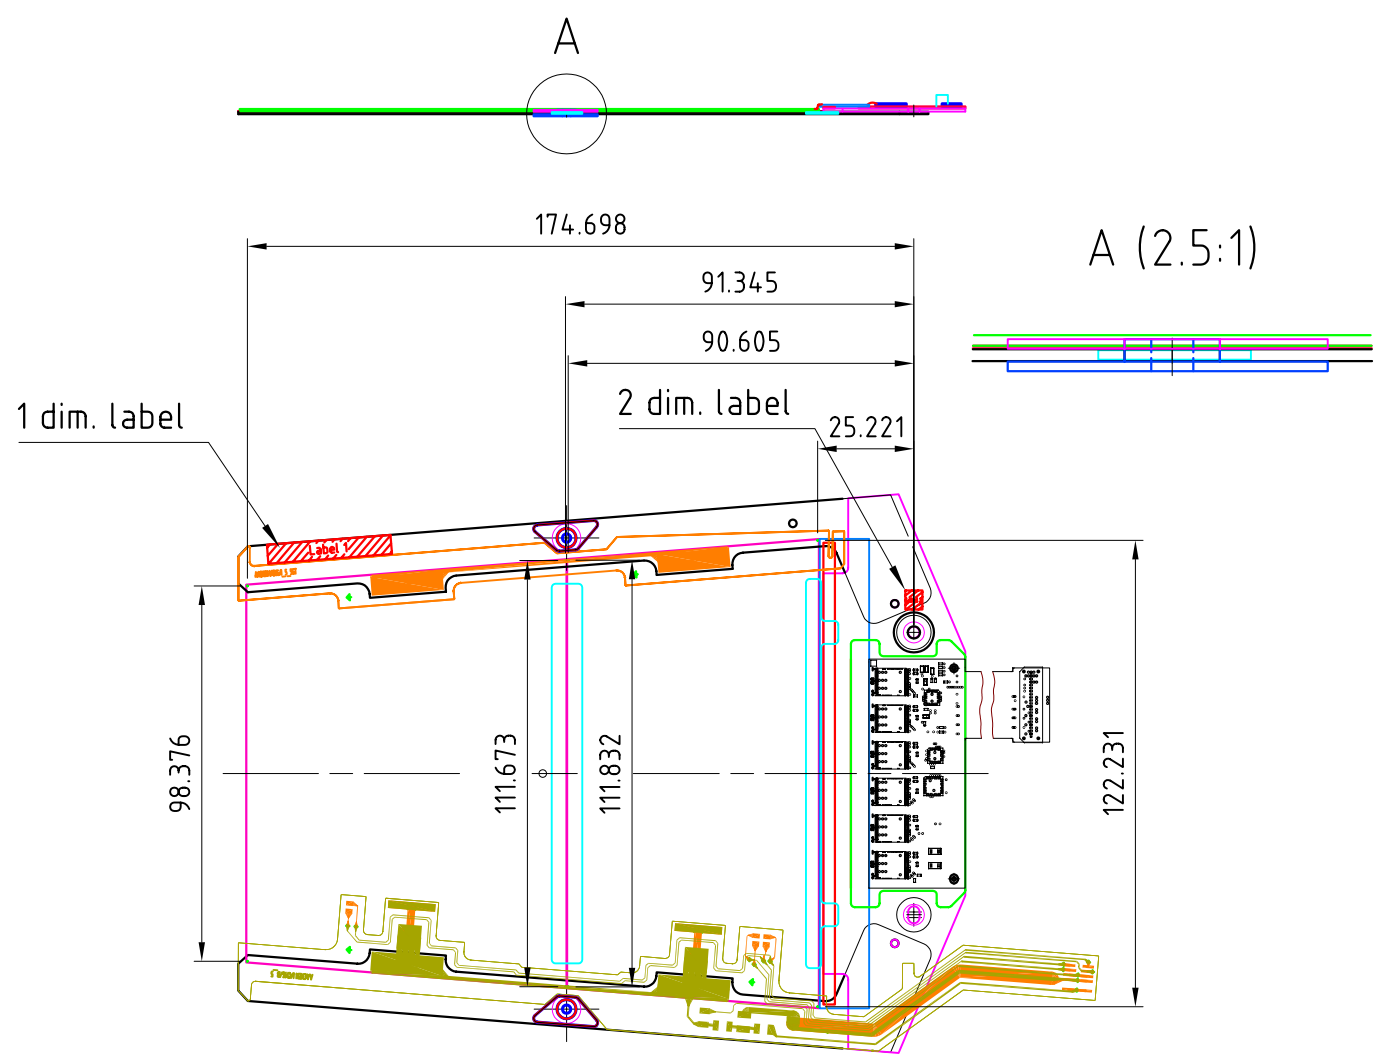 A
174.698
A (2.5:1)
91.345
90.605
1 dim. label
2 dim. label
25.221
Label 1
98.376
111.673
111.832
122.231